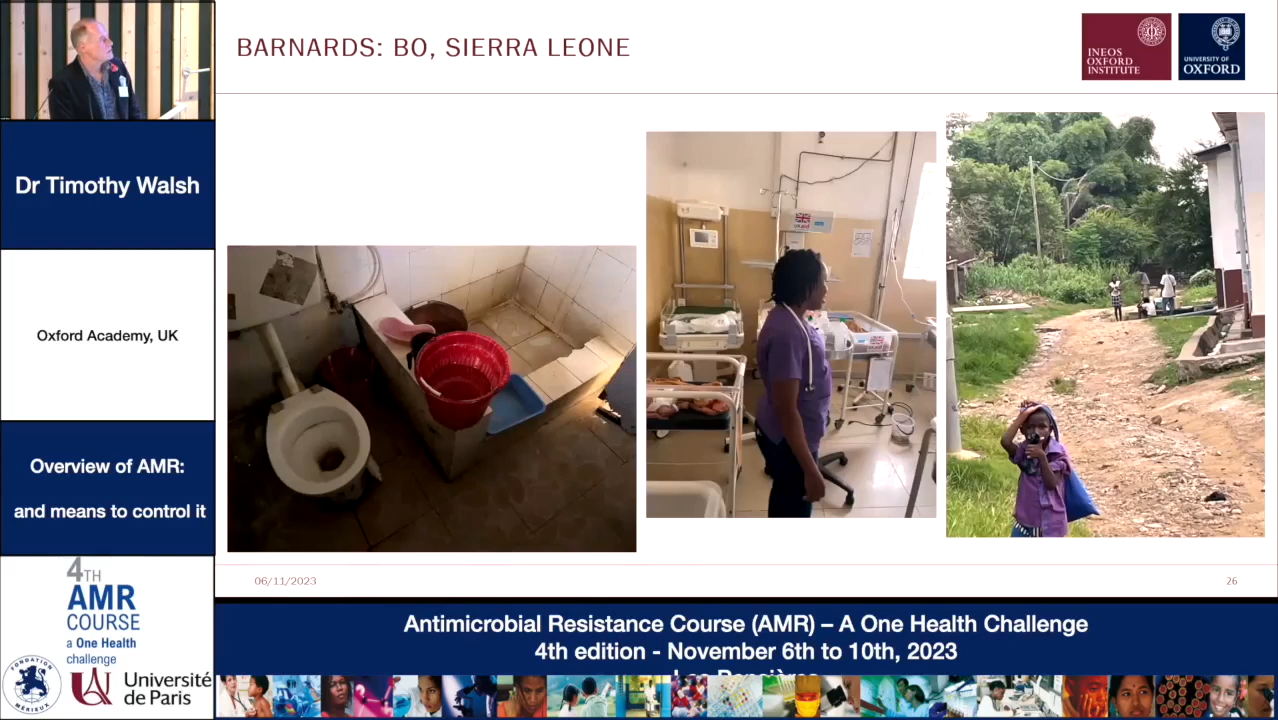 BARNARDS: BO, SIERRA LEONE
INEOS
OXFORD
INSTITUTE
UNIVERSITY OF
OXFORD
Dr Timothy Walsh
Oxford Academy, UK
Overview of AMR:
and means to control it
4TH
AMR
COURSE
a One Health
challenge
FONDATION
MÉRIEUX
Université
de Paris
06/11/2023
26
Antimicrobial Resistance Course (AMR) – A One Health Challenge
4th edition - November 6th to 10th, 2023